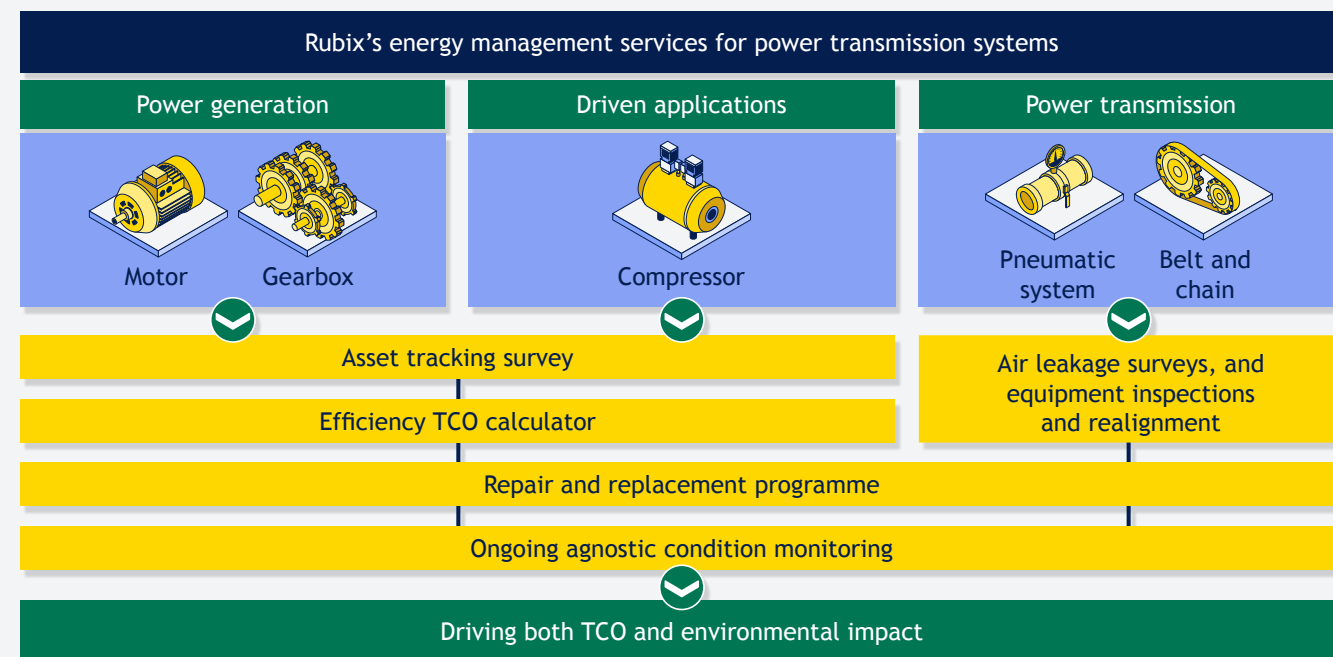 Rubix’s energy management services for power transmission systems
Power generation
Driven applications
Power transmission
Motor
Gearbox
Compressor
Pneumatic
system
Belt and
chain
Asset tracking survey
Efficiency TCO calculator
Air leakage surveys, and
equipment inspections
and realignment
Repair and replacement programme
Ongoing agnostic condition monitoring
Driving both TCO and environmental impact